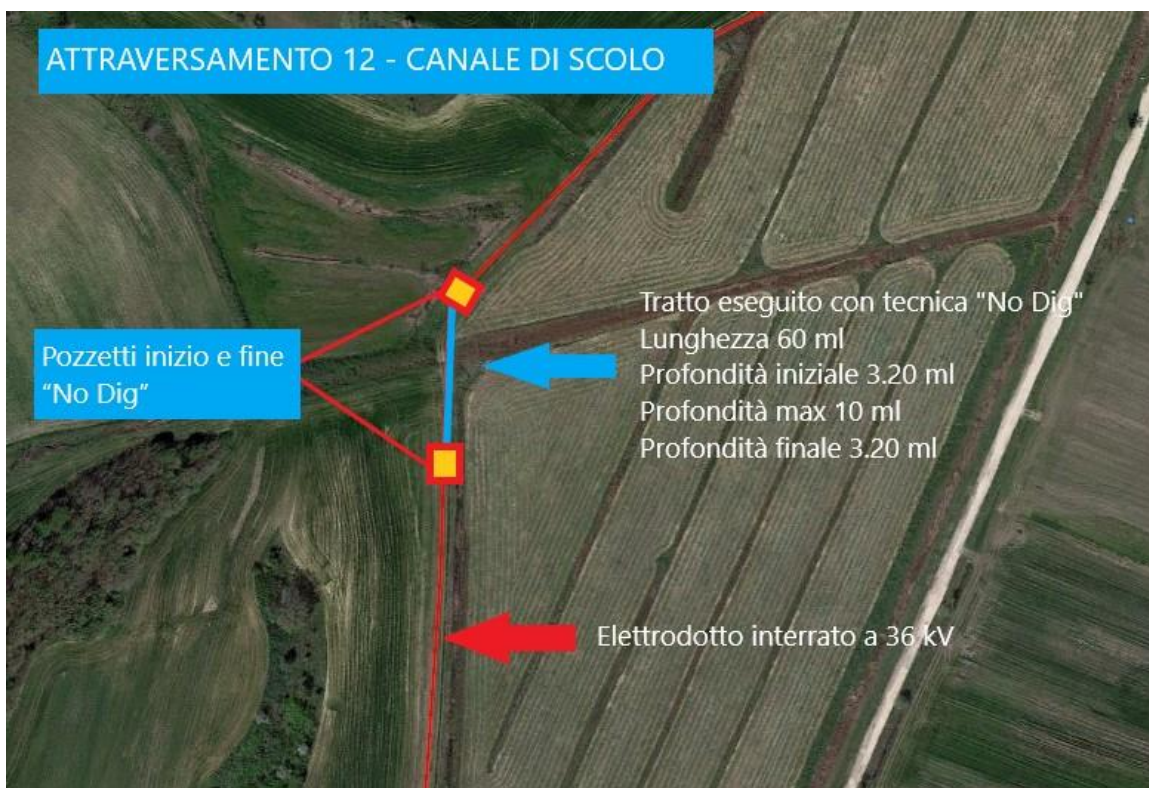 ATTRAVERSAMENTO 12 - CANALE DI SCOLO
Pozzetti inizio e fine
“No Dig”
Tratto eseguito con tecnica "No Dig"
Lunghezza 60 ml
Profondità iniziale 3.20 ml
Profondità max 10 ml
Profondità finale 3.20 ml
Elettrodotto interrato a 36 kV